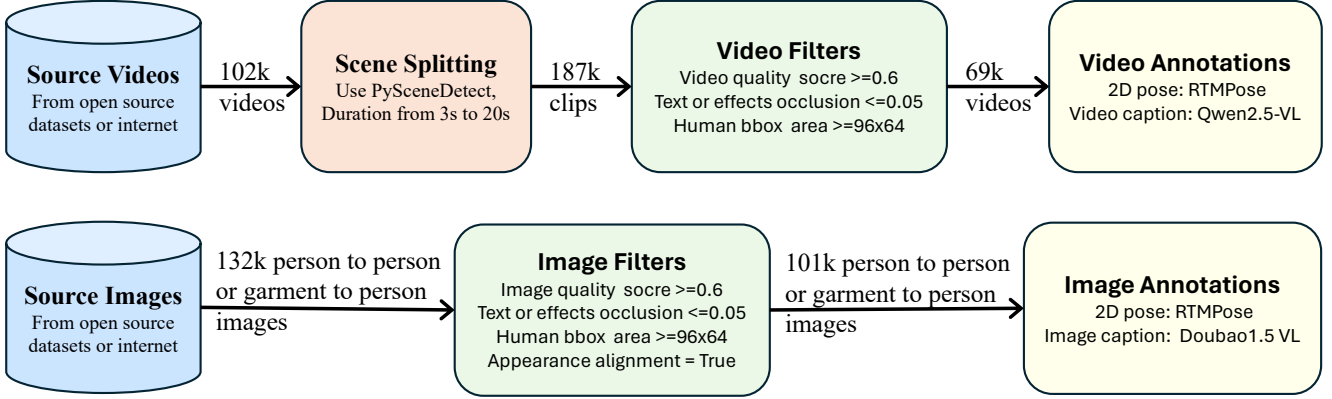 Source Videos
From open source
datasets or internet
102k
videos
Scene Splitting
Use PySceneDetect,
Duration from 3s to 20s
187k
clips
Video Filters
Video quality socre >=0.6
Text or effects occlusion <=0.05
Human bbox area >=96x64
69k
videos
Video Annotations
2D pose: RTMPose
Video caption: Qwen2.5-VL
Source Images
From open source
datasets or internet
132k person to person
or garment to person
images
Image Filters
Image quality socre >=0.6
Text or effects occlusion <=0.05
Human bbox area >=96x64
Appearance alignment = True
101k person to person
or garment to person
images
Image Annotations
2D pose: RTMPose
Image caption: Doubao1.5 VL